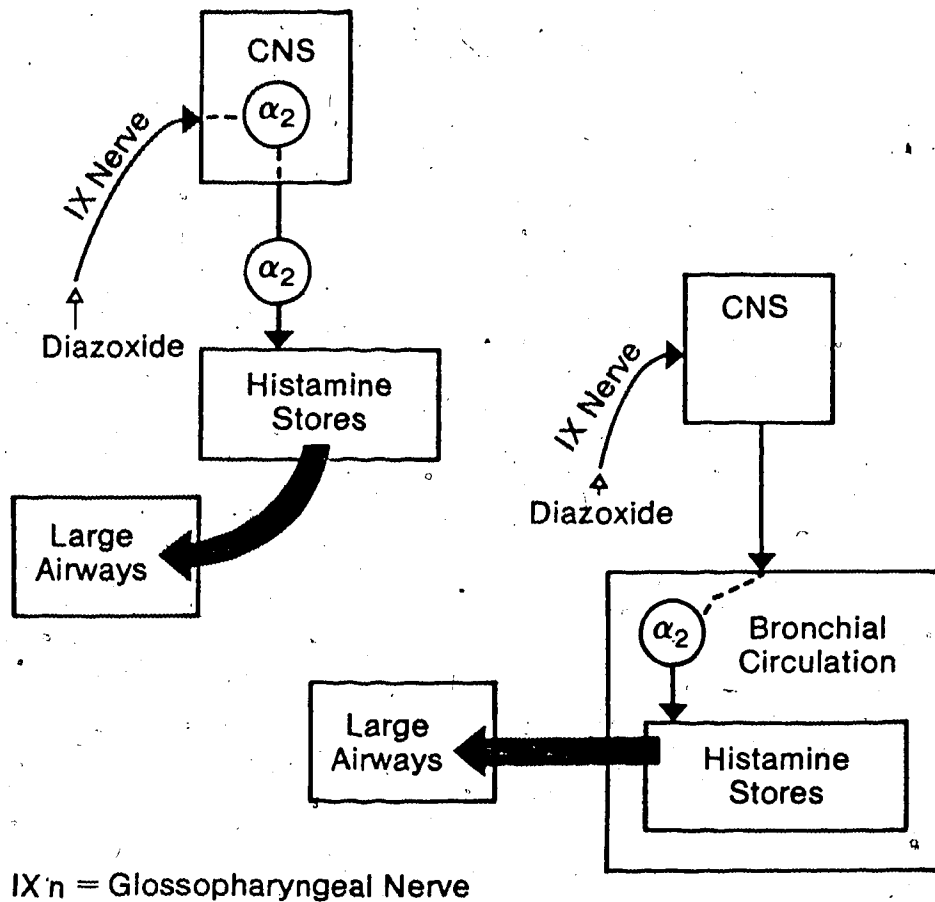 CNS
α2
IX Nerve
α2
Diazoxide
Histamine
Stores
Large
Airways
CNS
IX Nerve
Diazoxide
α2
Bronchial
Circulation
Large
Airways
Histamine
Stores
IX n = Glossopharyngeal Nerve